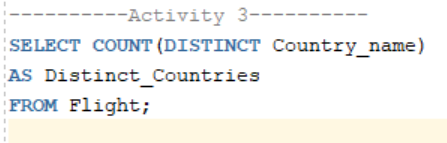 ----------Activity 3----------
SELECT COUNT(DISTINCT Country_name)
AS Distinct_Countries
FROM Flight;